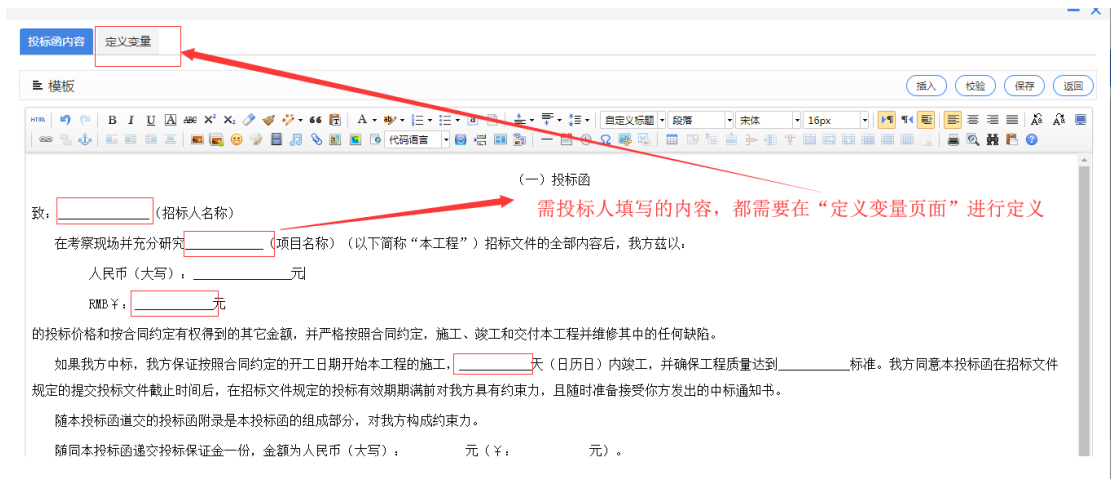 投标函内容 定义变量
模板 插入 校验 保存 返回
HTML B I U A ABC X² X₂ 66 A 自定义标题 段落 宋体 16px
代码语言
（一）投标函
需投标人填写的内容，都需要在“定义变量页面”进行定义
致：____________（招标人名称）
在考察现场并充分研究____________（项目名称）（以下简称“本工程”）招标文件的全部内容后，我方兹以：
人民币（大写）：____________元
RMB￥：____________元
的投标价格和按合同约定有权得到的其它金额，并严格按照合同约定，施工、竣工和交付本工程并维修其中的任何缺陷。
如果我方中标，我方保证按照合同约定的开工日期开始本工程的施工，____________天（日历日）内竣工，并确保工程质量达到____________标准。我方同意本投标函在招标文件
规定的提交投标文件截止时间后，在招标文件规定的投标有效期期满前对我方具有约束力，且随时准备接受你方发出的中标通知书。
随本投标函递交的投标函附录是本投标函的组成部分，对我方构成约束力。
随同本投标函递交投标保证金一份，金额为人民币（大写）： 元（￥： 元）。